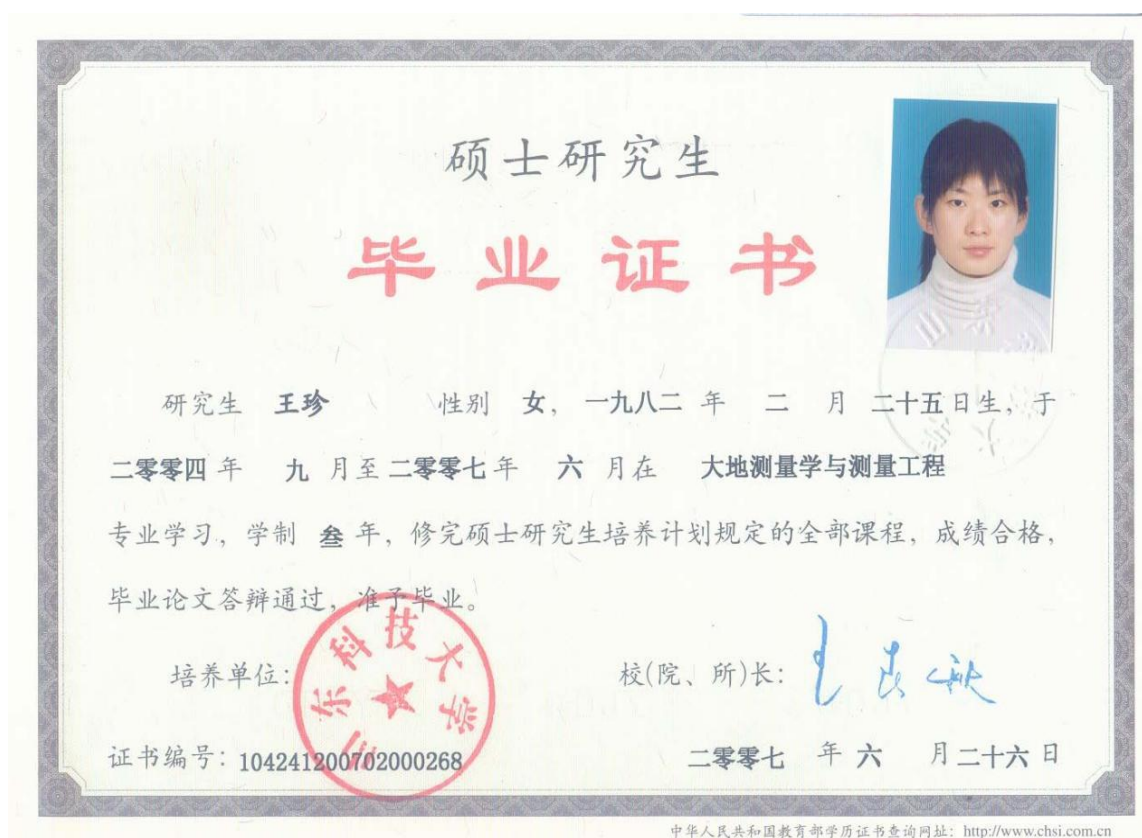 硕士研究生
毕业证书
研究生 王珍 性别 女，一九八二 年 二 月 二十五日生，于
二零零四 年 九 月至 二零零七 年 六 月在 大地测量学与测量工程
专业学习，学制 叁 年，修完硕士研究生培养计划规定的全部课程，成绩合格，
毕业论文答辩通过，准予毕业。
培养单位：
山东科技大学
校(院、所)长：
证书编号：104241200702000268
二零零七 年 六 月 二十六 日
中华人民共和国教育部学历证书查询网址：http://www.chsi.com.cn